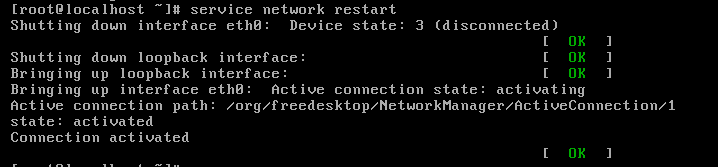 [root@localhost ~]# service network restart
Shutting down interface eth0:  Device state: 3 (disconnected)
[  OK  ]
Shutting down loopback interface:                          [  OK  ]
Bringing up loopback interface:                            [  OK  ]
Bringing up interface eth0:  Active connection state: activating
Active connection path: /org/freedesktop/NetworkManager/ActiveConnection/1
state: activated
Connection activated
[  OK  ]
[root@localhost ~]#